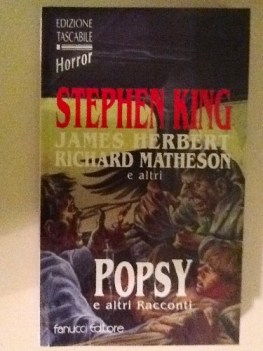 EDIZIONE
TASCABILE
Horror
STEPHEN KING
JAMES HERBERT
RICHARD MATHESON
e altri
POPSY
e altri Racconti
Fanucci Editore